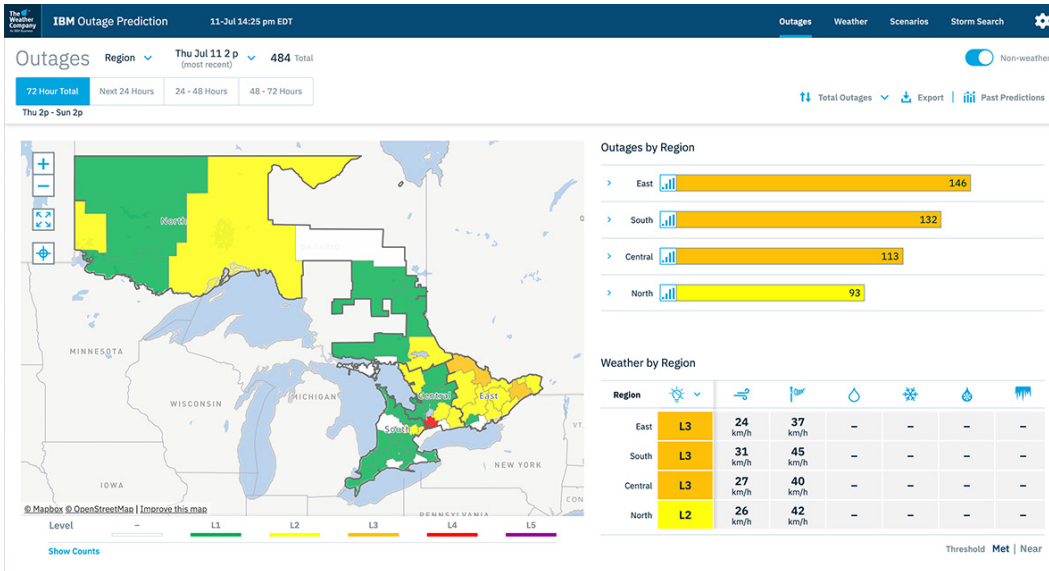 The
Weather
Company
An IBM Business
IBM Outage Prediction
11-Jul 14:25 pm EDT
Outages
Weather
Scenarios
Storm Search
Outages
Region
Thu Jul 11 2 p
(most recent)
484 Total
Non-weather
72 Hour Total
Next 24 Hours
24 - 48 Hours
48 - 72 Hours
Thu 2p - Sun 2p
Total Outages
Export
Past Predictions
+
−
North
ONTARIO
MINNESOTA
WISCONSIN
MICHIGAN
Central
East
South
VT
IOWA
NEW YORK
PENNSYLVANIA
CON
© Mapbox © OpenStreetMap | Improve this map
Level
–
L1
L2
L3
L4
L5
Show Counts
Outages by Region
East 146
South 132
Central 113
North 93
Weather by Region
Region
East L3 24 km/h 37 km/h – – – –
South L3 31 km/h 45 km/h – – – –
Central L3 27 km/h 40 km/h – – – –
North L2 26 km/h 42 km/h – – – –
Threshold Met | Near